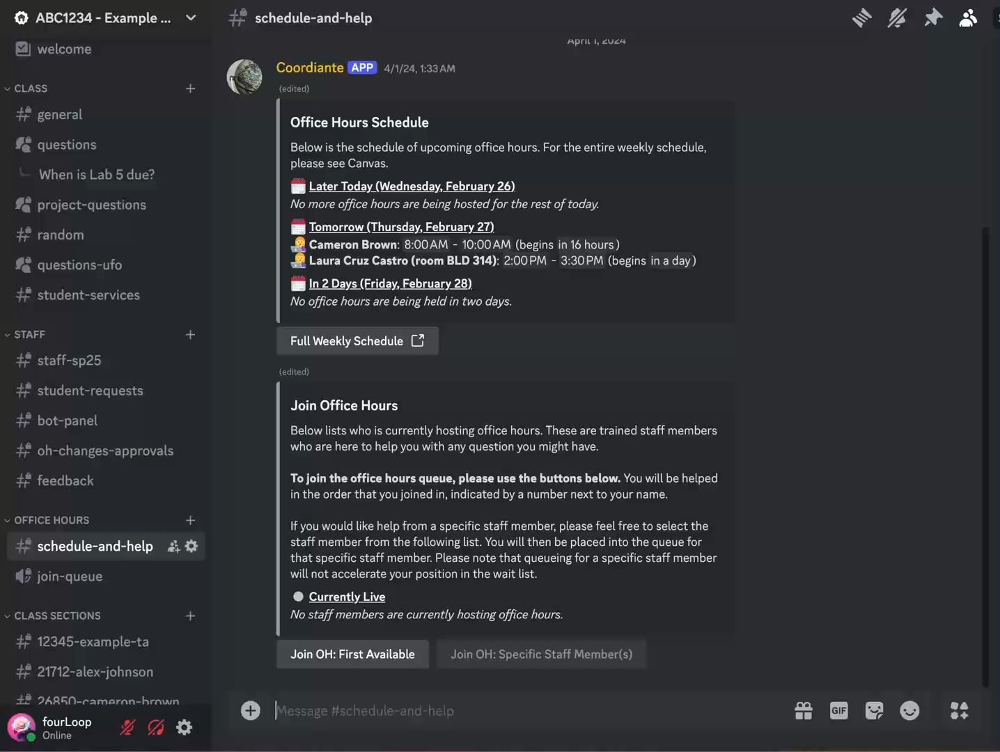 ABC1234 - Example ...
welcome
CLASS
general
questions
When is Lab 5 due?
project-questions
random
questions-ufo
student-services
STAFF
staff-sp25
student-requests
bot-panel
oh-changes-approvals
feedback
OFFICE HOURS
schedule-and-help
join-queue
CLASS SECTIONS
12345-example-ta
21712-alex-johnson
26850-cameron-brown
fourLoop
Online
schedule-and-help
April 1, 2024
Coordiante APP 4/1/24, 1:33 AM
(edited)
Office Hours Schedule
Below is the schedule of upcoming office hours. For the entire weekly schedule,
please see Canvas.
Later Today (Wednesday, February 26)
No more office hours are being hosted for the rest of today.
Tomorrow (Thursday, February 27)
Cameron Brown: 8:00 AM - 10:00 AM (begins in 16 hours)
Laura Cruz Castro (room BLD 314): 2:00 PM - 3:30 PM (begins in a day)
In 2 Days (Friday, February 28)
No office hours are being held in two days.
Full Weekly Schedule
(edited)
Join Office Hours
Below lists who is currently hosting office hours. These are trained staff members
who are here to help you with any question you might have.
To join the office hours queue, please use the buttons below. You will be helped
in the order that you joined in, indicated by a number next to your name.
If you would like help from a specific staff member, please feel free to select the
staff member from the following list. You will then be placed into the queue for
that specific staff member. Please note that queueing for a specific staff member
will not accelerate your position in the wait list.
Currently Live
No staff members are currently hosting office hours.
Join OH: First Available
Join OH: Specific Staff Member(s)
Message #schedule-and-help
GIF